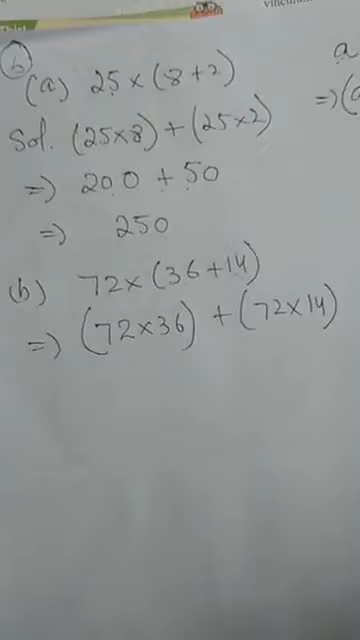 vinculum
6
(a) 25 × (8+2)
Sol. (25×8) + (25×2)
=> 200 + 50
=> 250
(b) 72 × (36+14)
=> (72×36) + (72×14)
a
=> (a